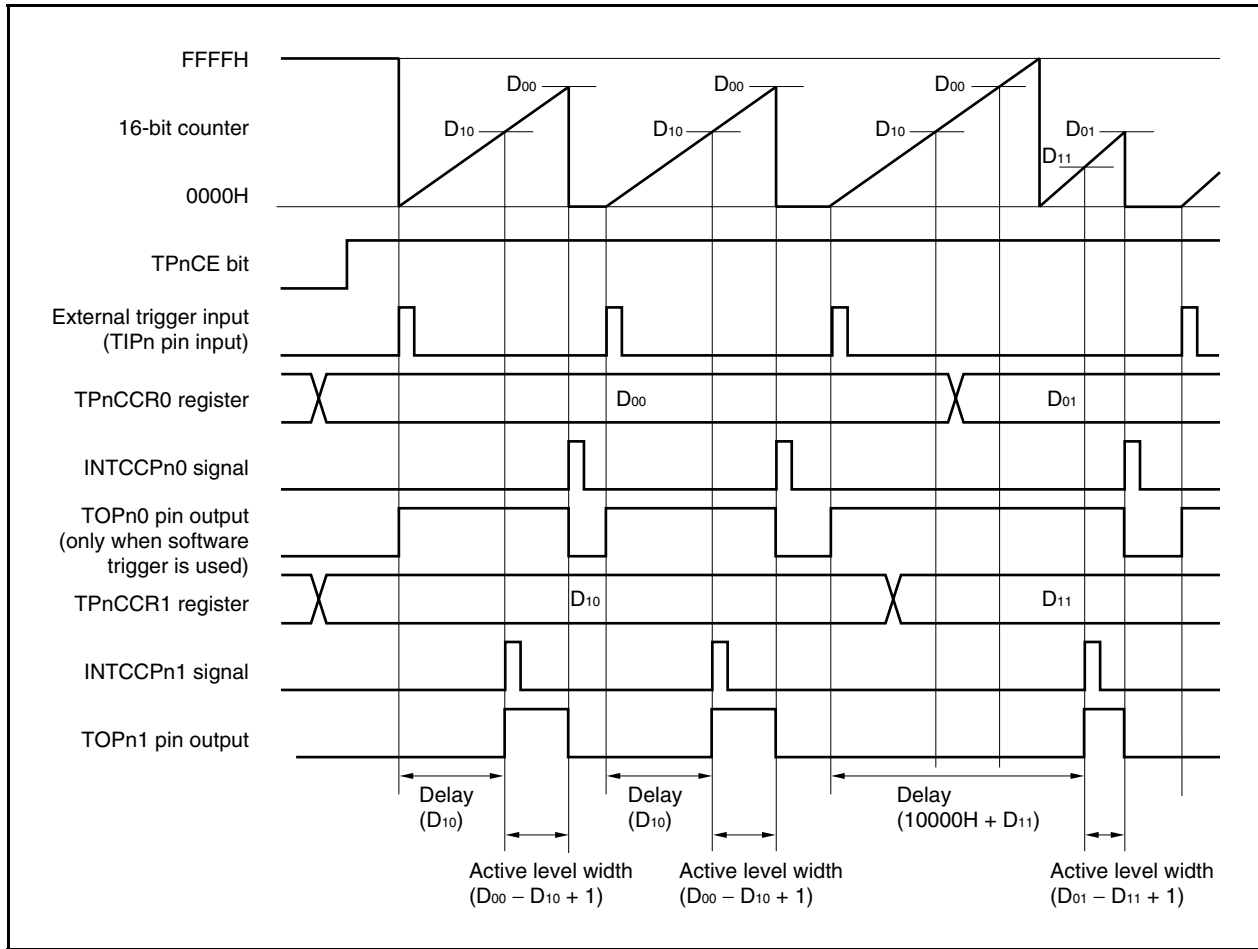 FFFFH
16-bit counter
0000H
D00
D10
D00
D10
D00
D10
D01
D11
TPnCE bit
External trigger input
(TIPn pin input)
TPnCCR0 register
D00
D01
INTCCPn0 signal
TOPn0 pin output
(only when software
trigger is used)
TPnCCR1 register
D10
D11
INTCCPn1 signal
TOPn1 pin output
Delay
(D10)
Delay
(D10)
Delay
(10000H + D11)
Active level width
(D00 − D10 + 1)
Active level width
(D00 − D10 + 1)
Active level width
(D01 − D11 + 1)